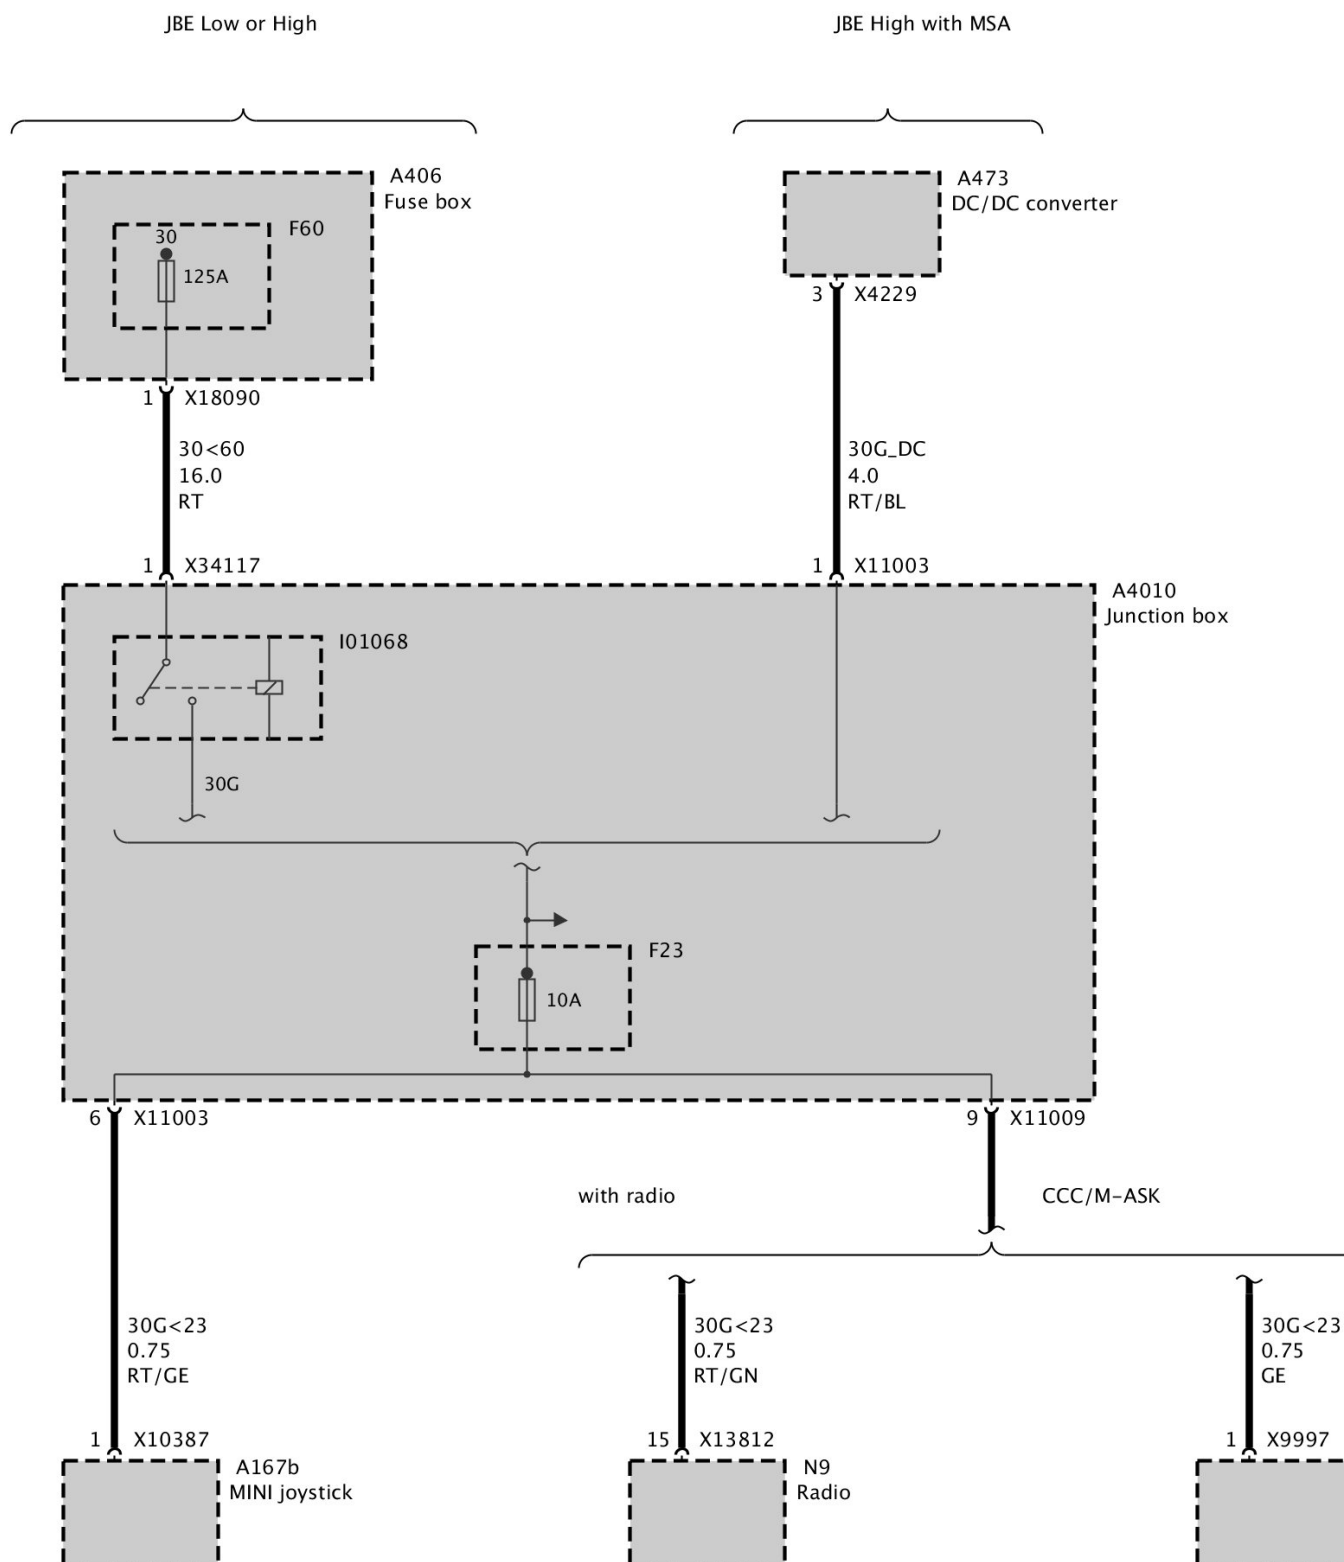 JBE Low or High
JBE High with MSA
A406
Fuse box
F60
30
125A
A473
DC/DC converter
3 X4229
1 X18090
30<60
16.0
RT
30G_DC
4.0
RT/BL
1 X34117
1 X11003
A4010
Junction box
I01068
30G
F23
10A
6 X11003
9 X11009
with radio
CCC/M-ASK
30G<23
0.75
RT/GE
30G<23
0.75
RT/GN
30G<23
0.75
GE
1 X10387
15 X13812
1 X9997
A167b
MINI joystick
N9
Radio